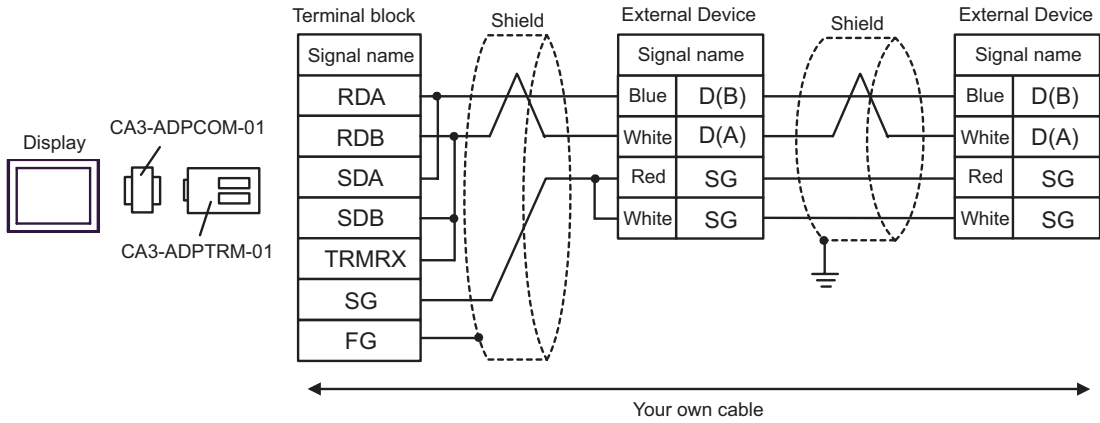 Terminal block
Shield
External Device
Shield
External Device
Signal name
Signal name
Signal name
RDA
Blue D(B)
Blue D(B)
RDB
White D(A)
White D(A)
Display
CA3-ADPCOM-01
SDA
Red SG
Red SG
SDB
White SG
White SG
CA3-ADPTRM-01
TRMRX
SG
FG
Your own cable